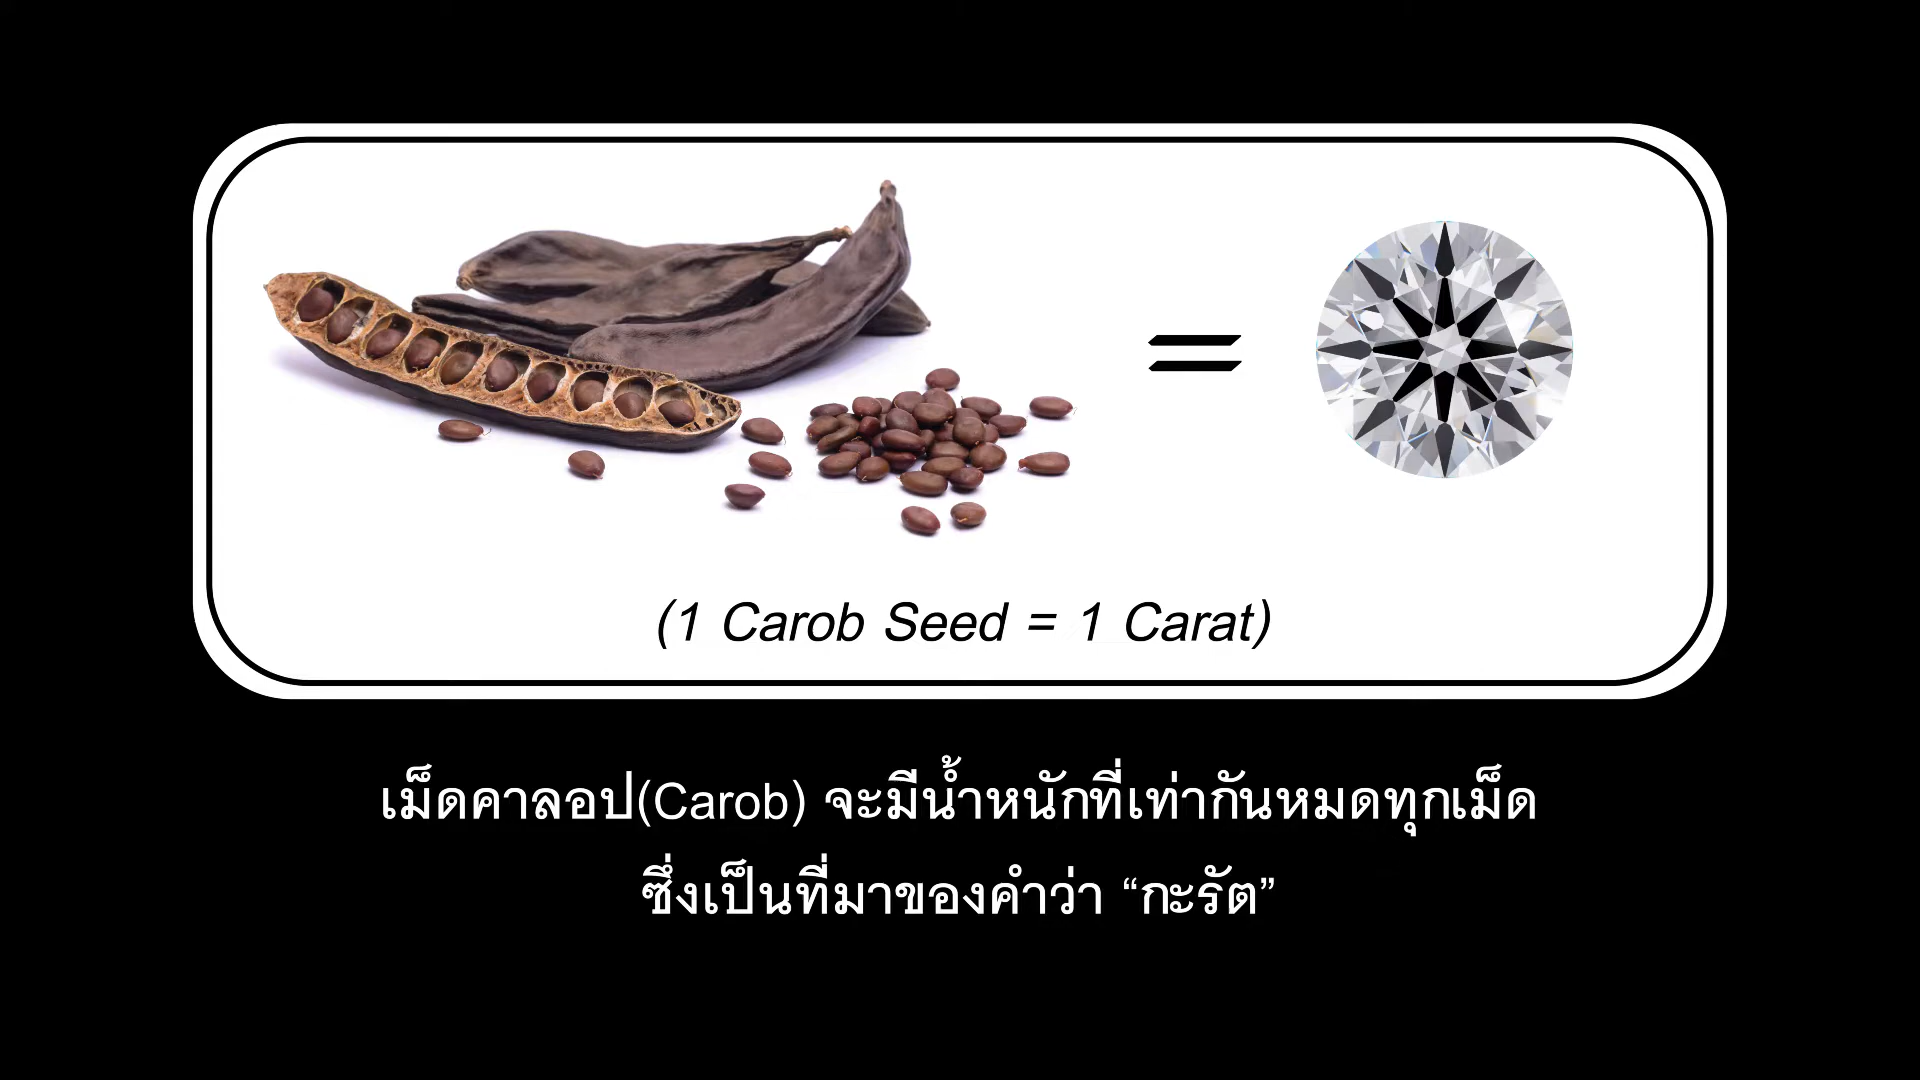 =
(1 Carob Seed = 1 Carat)
เม็ดคาลอป(Carob) จะมีน้ำหนักที่เท่ากันหมดทุกเม็ด
ซึ่งเป็นที่มาของคำว่า “กะรัต”